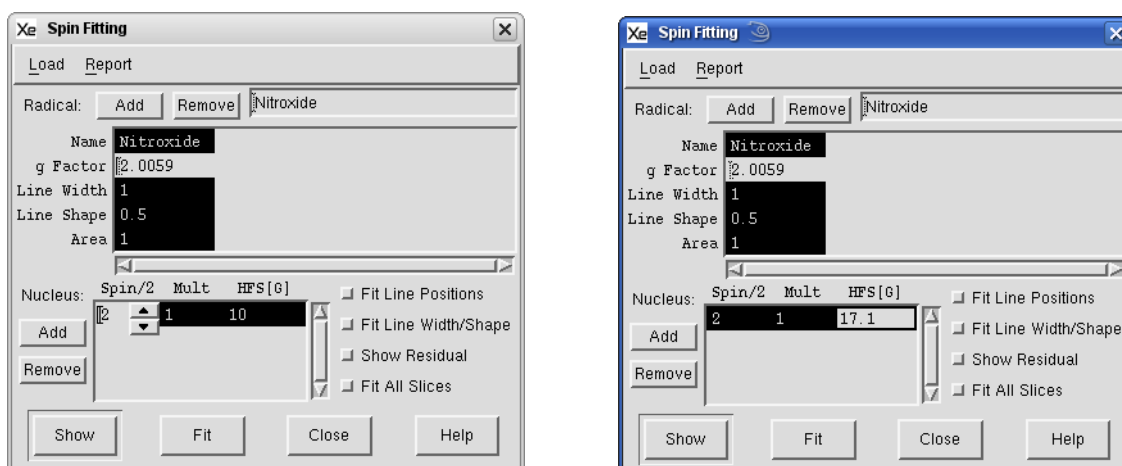 Xe Spin Fitting
Load Report
Radical: Add Remove Nitroxide
Name Nitroxide
g Factor 2.0059
Line Width 1
Line Shape 0.5
Area 1
Nucleus: Spin/2 Mult HFS[G]
2 1 10
Add
Remove
Fit Line Positions
Fit Line Width/Shape
Show Residual
Fit All Slices
Show Fit Close Help
Xe Spin Fitting
Load Report
Radical: Add Remove Nitroxide
Name Nitroxide
g Factor 2.0059
Line Width 1
Line Shape 0.5
Area 1
Nucleus: Spin/2 Mult HFS[G]
2 1 17.1
Add
Remove
Fit Line Positions
Fit Line Width/Shape
Show Residual
Fit All Slices
Show Fit Close Help